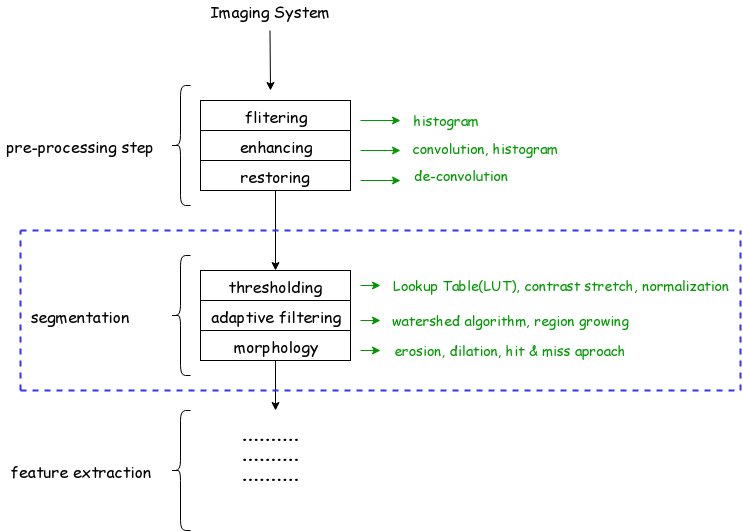 Imaging System
flitering
histogram
pre-processing step
enhancing
convolution, histogram
restoring
de-convolution
thresholding
Lookup Table(LUT), contrast stretch, normalization
segmentation
adaptive filtering
watershed algorithm, region growing
morphology
erosion, dilation, hit & miss aproach
..........
..........
feature extraction
..........